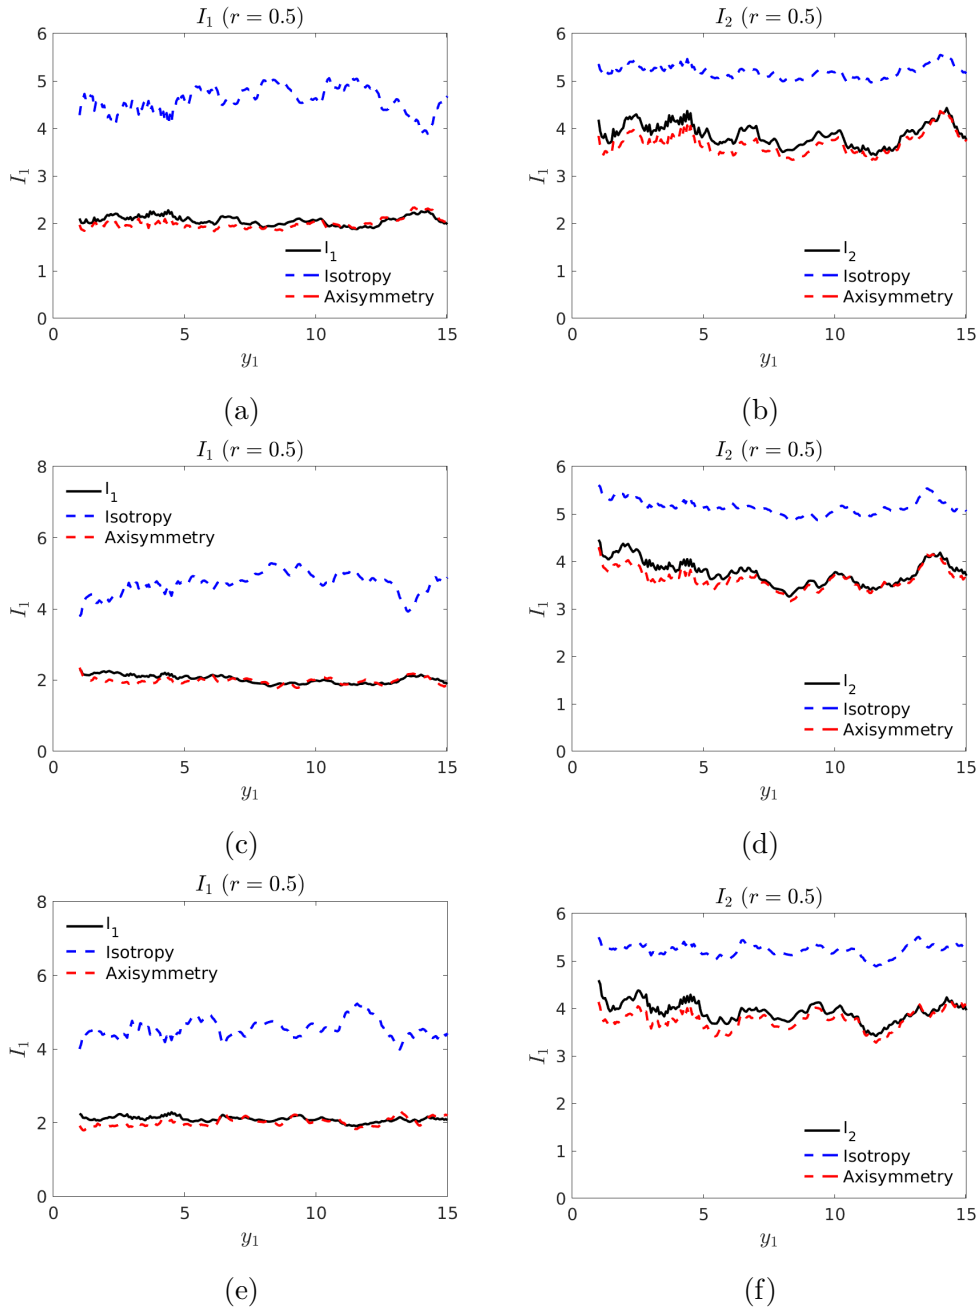 I1 (r = 0.5)
6
5
4
3
2
1
0
I1
I1
Isotropy
Axisymmetry
0 5 10 15
y1
(a)
I2 (r = 0.5)
6
5
4
3
2
1
0
I1
I2
Isotropy
Axisymmetry
0 5 10 15
y1
(b)
I1 (r = 0.5)
8
6
4
2
0
I1
I1
Isotropy
Axisymmetry
0 5 10 15
y1
(c)
I2 (r = 0.5)
6
5
4
3
2
1
0
I1
I2
Isotropy
Axisymmetry
0 5 10 15
y1
(d)
I1 (r = 0.5)
8
6
4
2
0
I1
I1
Isotropy
Axisymmetry
0 5 10 15
y1
(e)
I2 (r = 0.5)
6
5
4
3
2
1
0
I1
I2
Isotropy
Axisymmetry
0 5 10 15
y1
(f)